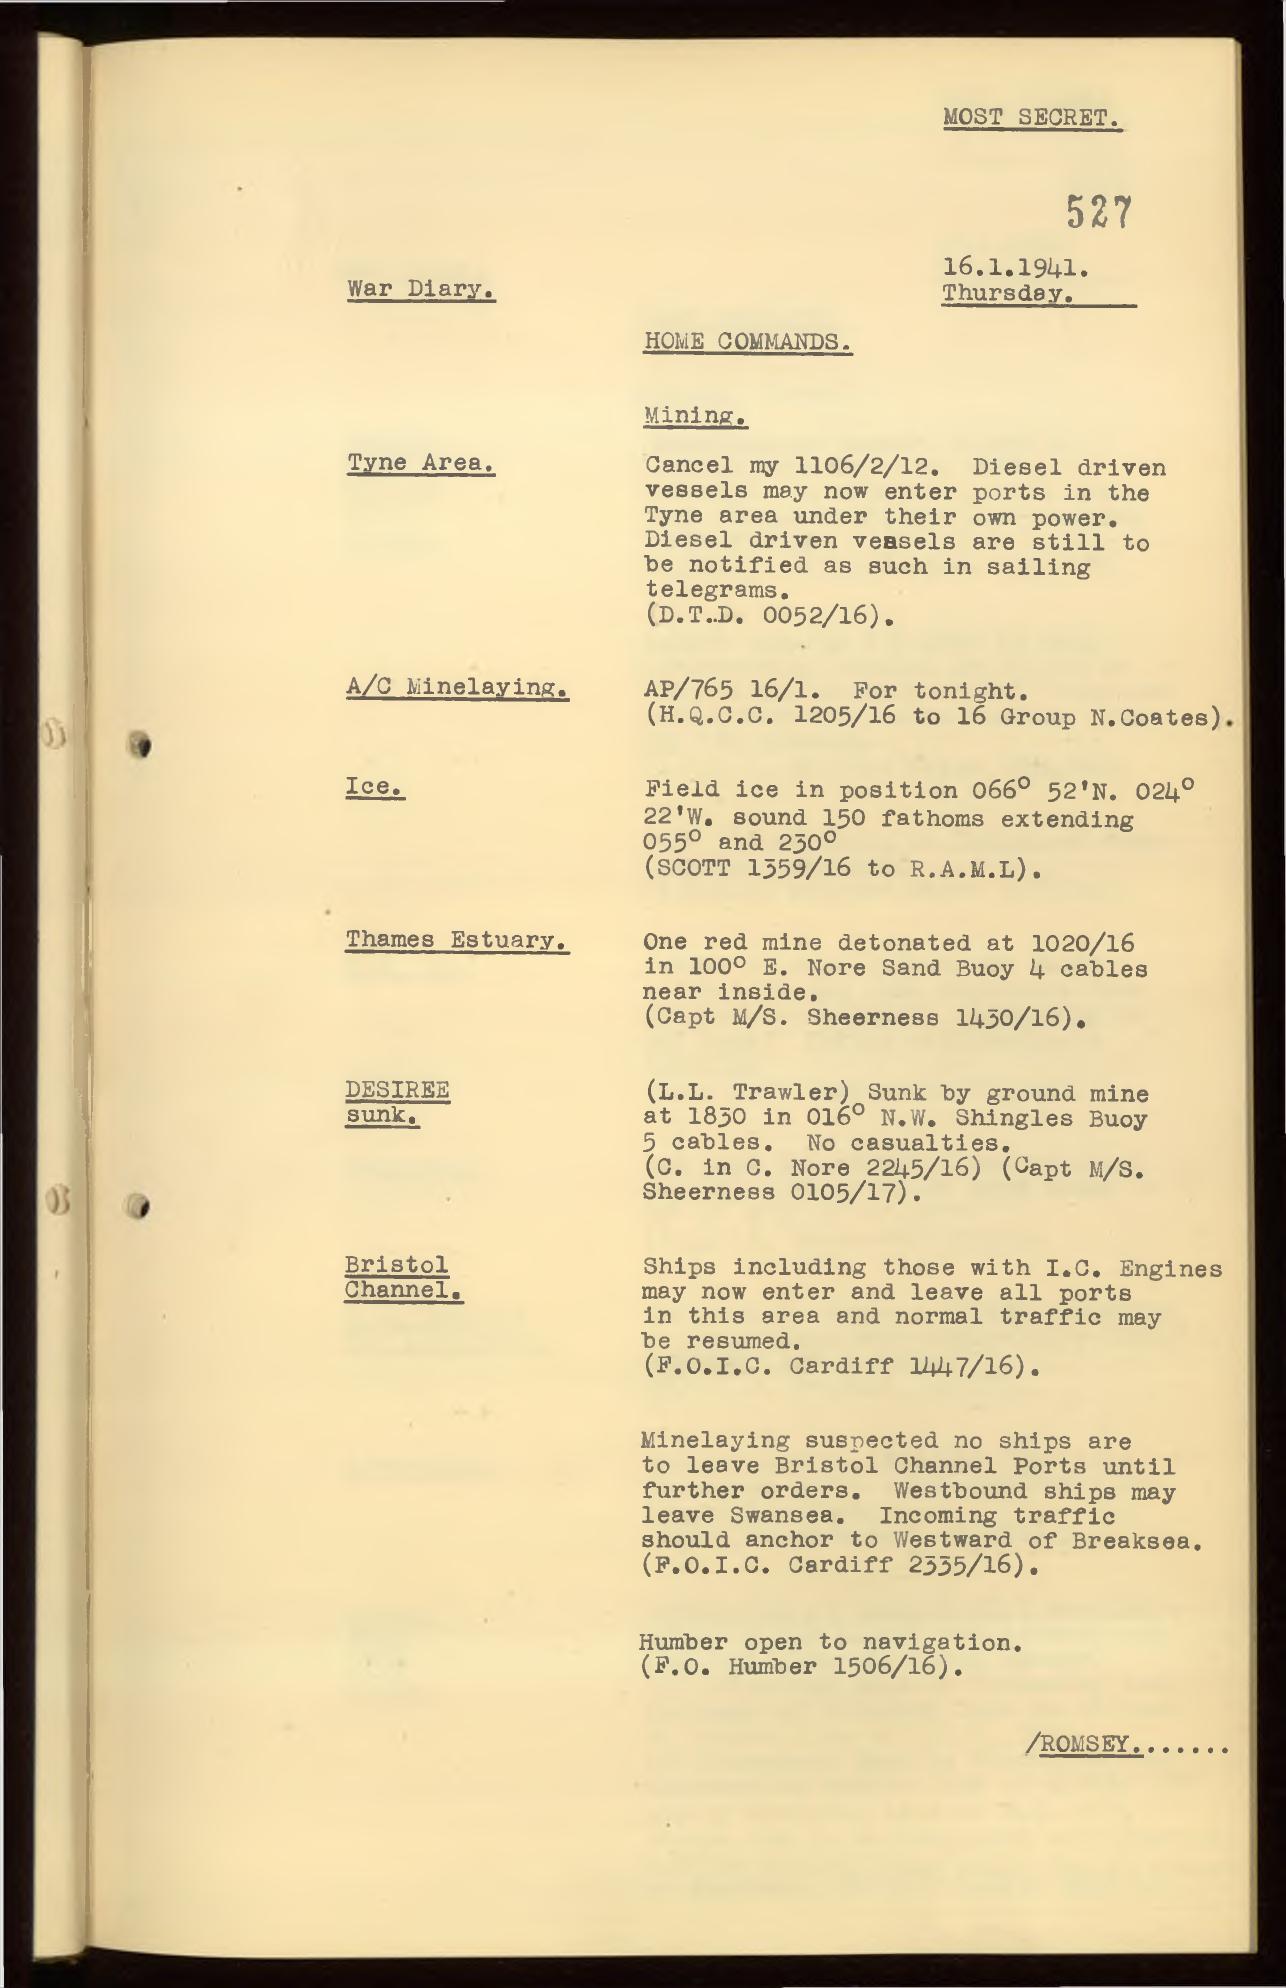 MOST SECRET.
527
16.1.1941.
War Diary.
Thursday.
HOME COMMANDS.
Mining.
Tyne Area.
Cancel my 1106/2/12. Diesel driven
vessels may now enter ports in the
Tyne area under their own power.
Diesel driven vessels are still to
be notified as such in sailing
telegrams.
(D.T..D. 0052/16).
A/C Minelaying.
AP/765 16/1. For tonight.
(H.Q.C.C. 1205/16 to 16 Group N.Coates).
Ice.
Field ice in position 066° 52'N. 024°
22'W. sound 150 fathoms extending
055° and 230°
(SCOTT 1359/16 to R.A.M.L).
Thames Estuary.
One red mine detonated at 1020/16
in 100° E. Nore Sand Buoy 4 cables
near inside.
(Capt M/S. Sheerness 1430/16).
DESIREE
sunk.
(L.L. Trawler) Sunk by ground mine
at 1830 in 016° N.W. Shingles Buoy
5 cables. No casualties.
(C. in C. Nore 2245/16) (Capt M/S.
Sheerness 0105/17).
Bristol
Channel.
Ships including those with I.C. Engines
may now enter and leave all ports
in this area and normal traffic may
be resumed.
(F.O.I.C. Cardiff 1447/16).
Minelaying suspected no ships are
to leave Bristol Channel Ports until
further orders. Westbound ships may
leave Swansea. Incoming traffic
should anchor to Westward of Breaksea.
(F.O.I.C. Cardiff 2335/16).
Humber open to navigation.
(F.O. Humber 1506/16).
/ROMSEY.......